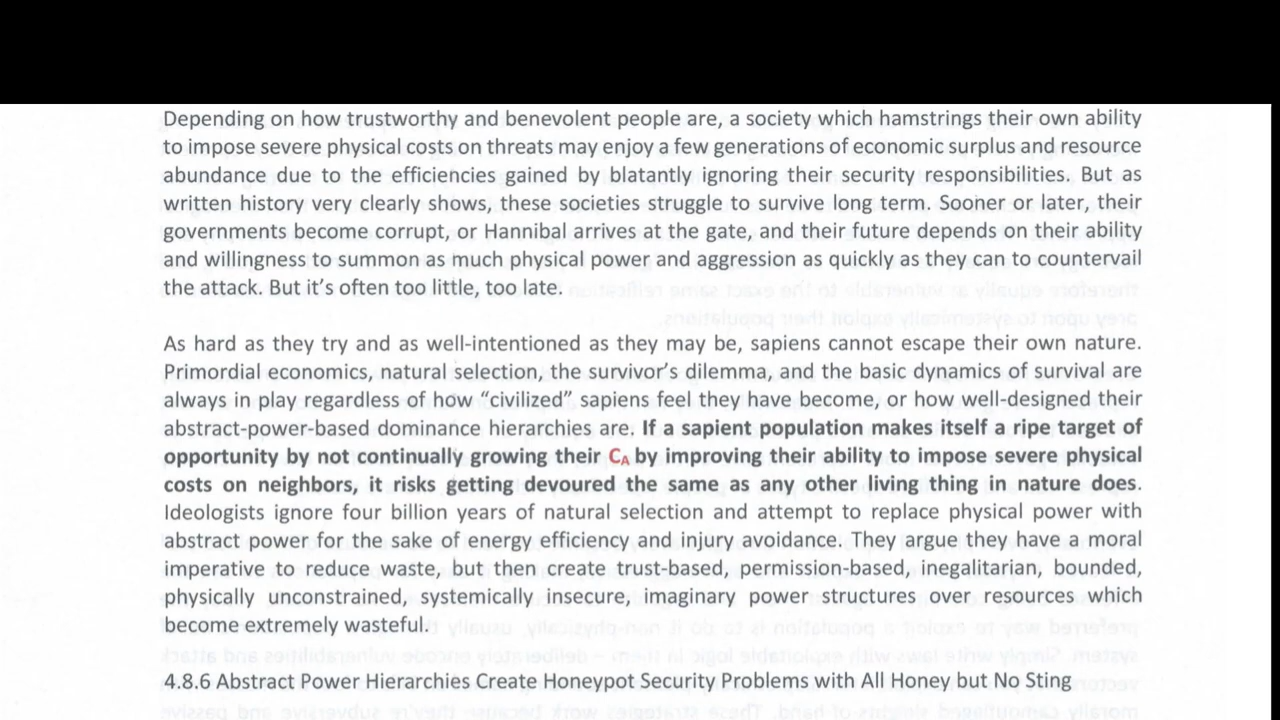 Depending on how trustworthy and benevolent people are, a society which hamstrings their own ability
to impose severe physical costs on threats may enjoy a few generations of economic surplus and resource
abundance due to the efficiencies gained by blatantly ignoring their security responsibilities. But as
written history very clearly shows, these societies struggle to survive long term. Sooner or later, their
governments become corrupt, or Hannibal arrives at the gate, and their future depends on their ability
and willingness to summon as much physical power and aggression as quickly as they can to countervail
the attack. But it's often too little, too late.
As hard as they try and as well-intentioned as they may be, sapiens cannot escape their own nature.
Primordial economics, natural selection, the survivor's dilemma, and the basic dynamics of survival are
always in play regardless of how “civilized” sapiens feel they have become, or how well-designed their
abstract-power-based dominance hierarchies are. If a sapient population makes itself a ripe target of
opportunity by not continually growing their CA by improving their ability to impose severe physical
costs on neighbors, it risks getting devoured the same as any other living thing in nature does.
Ideologists ignore four billion years of natural selection and attempt to replace physical power with
abstract power for the sake of energy efficiency and injury avoidance. They argue they have a moral
imperative to reduce waste, but then create trust-based, permission-based, inegalitarian, bounded,
physically unconstrained, systemically insecure, imaginary power structures over resources which
become extremely wasteful.
4.8.6 Abstract Power Hierarchies Create Honeypot Security Problems with All Honey but No Sting